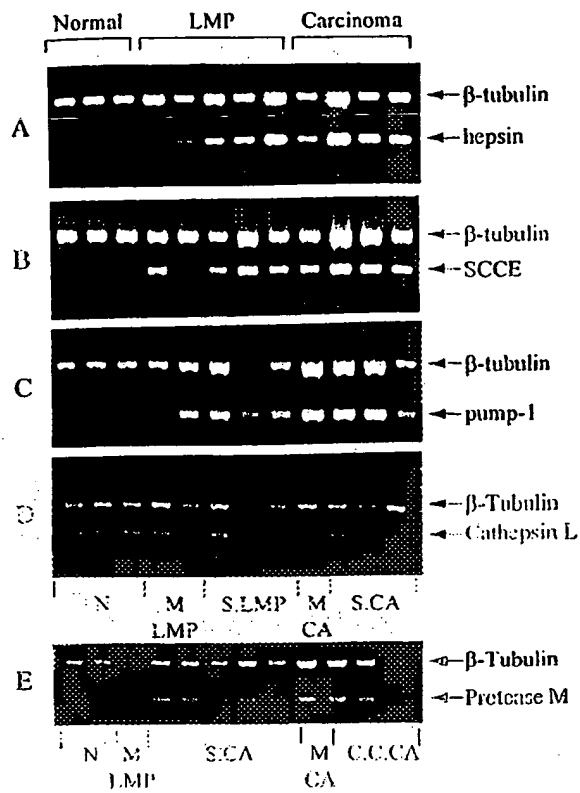 Normal LMP Carcinoma
A
β-tubulin
hepsin
B
β-tubulin
SCCE
C
β-tubulin
pump-1
D
β-Tubulin
Cathepsin L
N M S.LMP M S.CA
LMP CA
E
β-Tubulin
Protease M
N M S.CA M C.C.CA
LMP CA